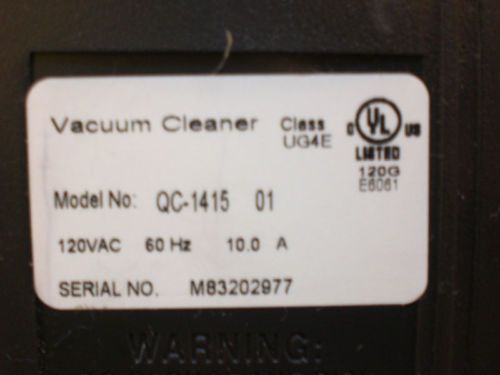 Vacuum Cleaner Class
UG4E
C UL US
LISTED
120G
E6061
Model No: QC-1415 01
120VAC 60 Hz 10.0 A
SERIAL NO. M83202977
WARNING: